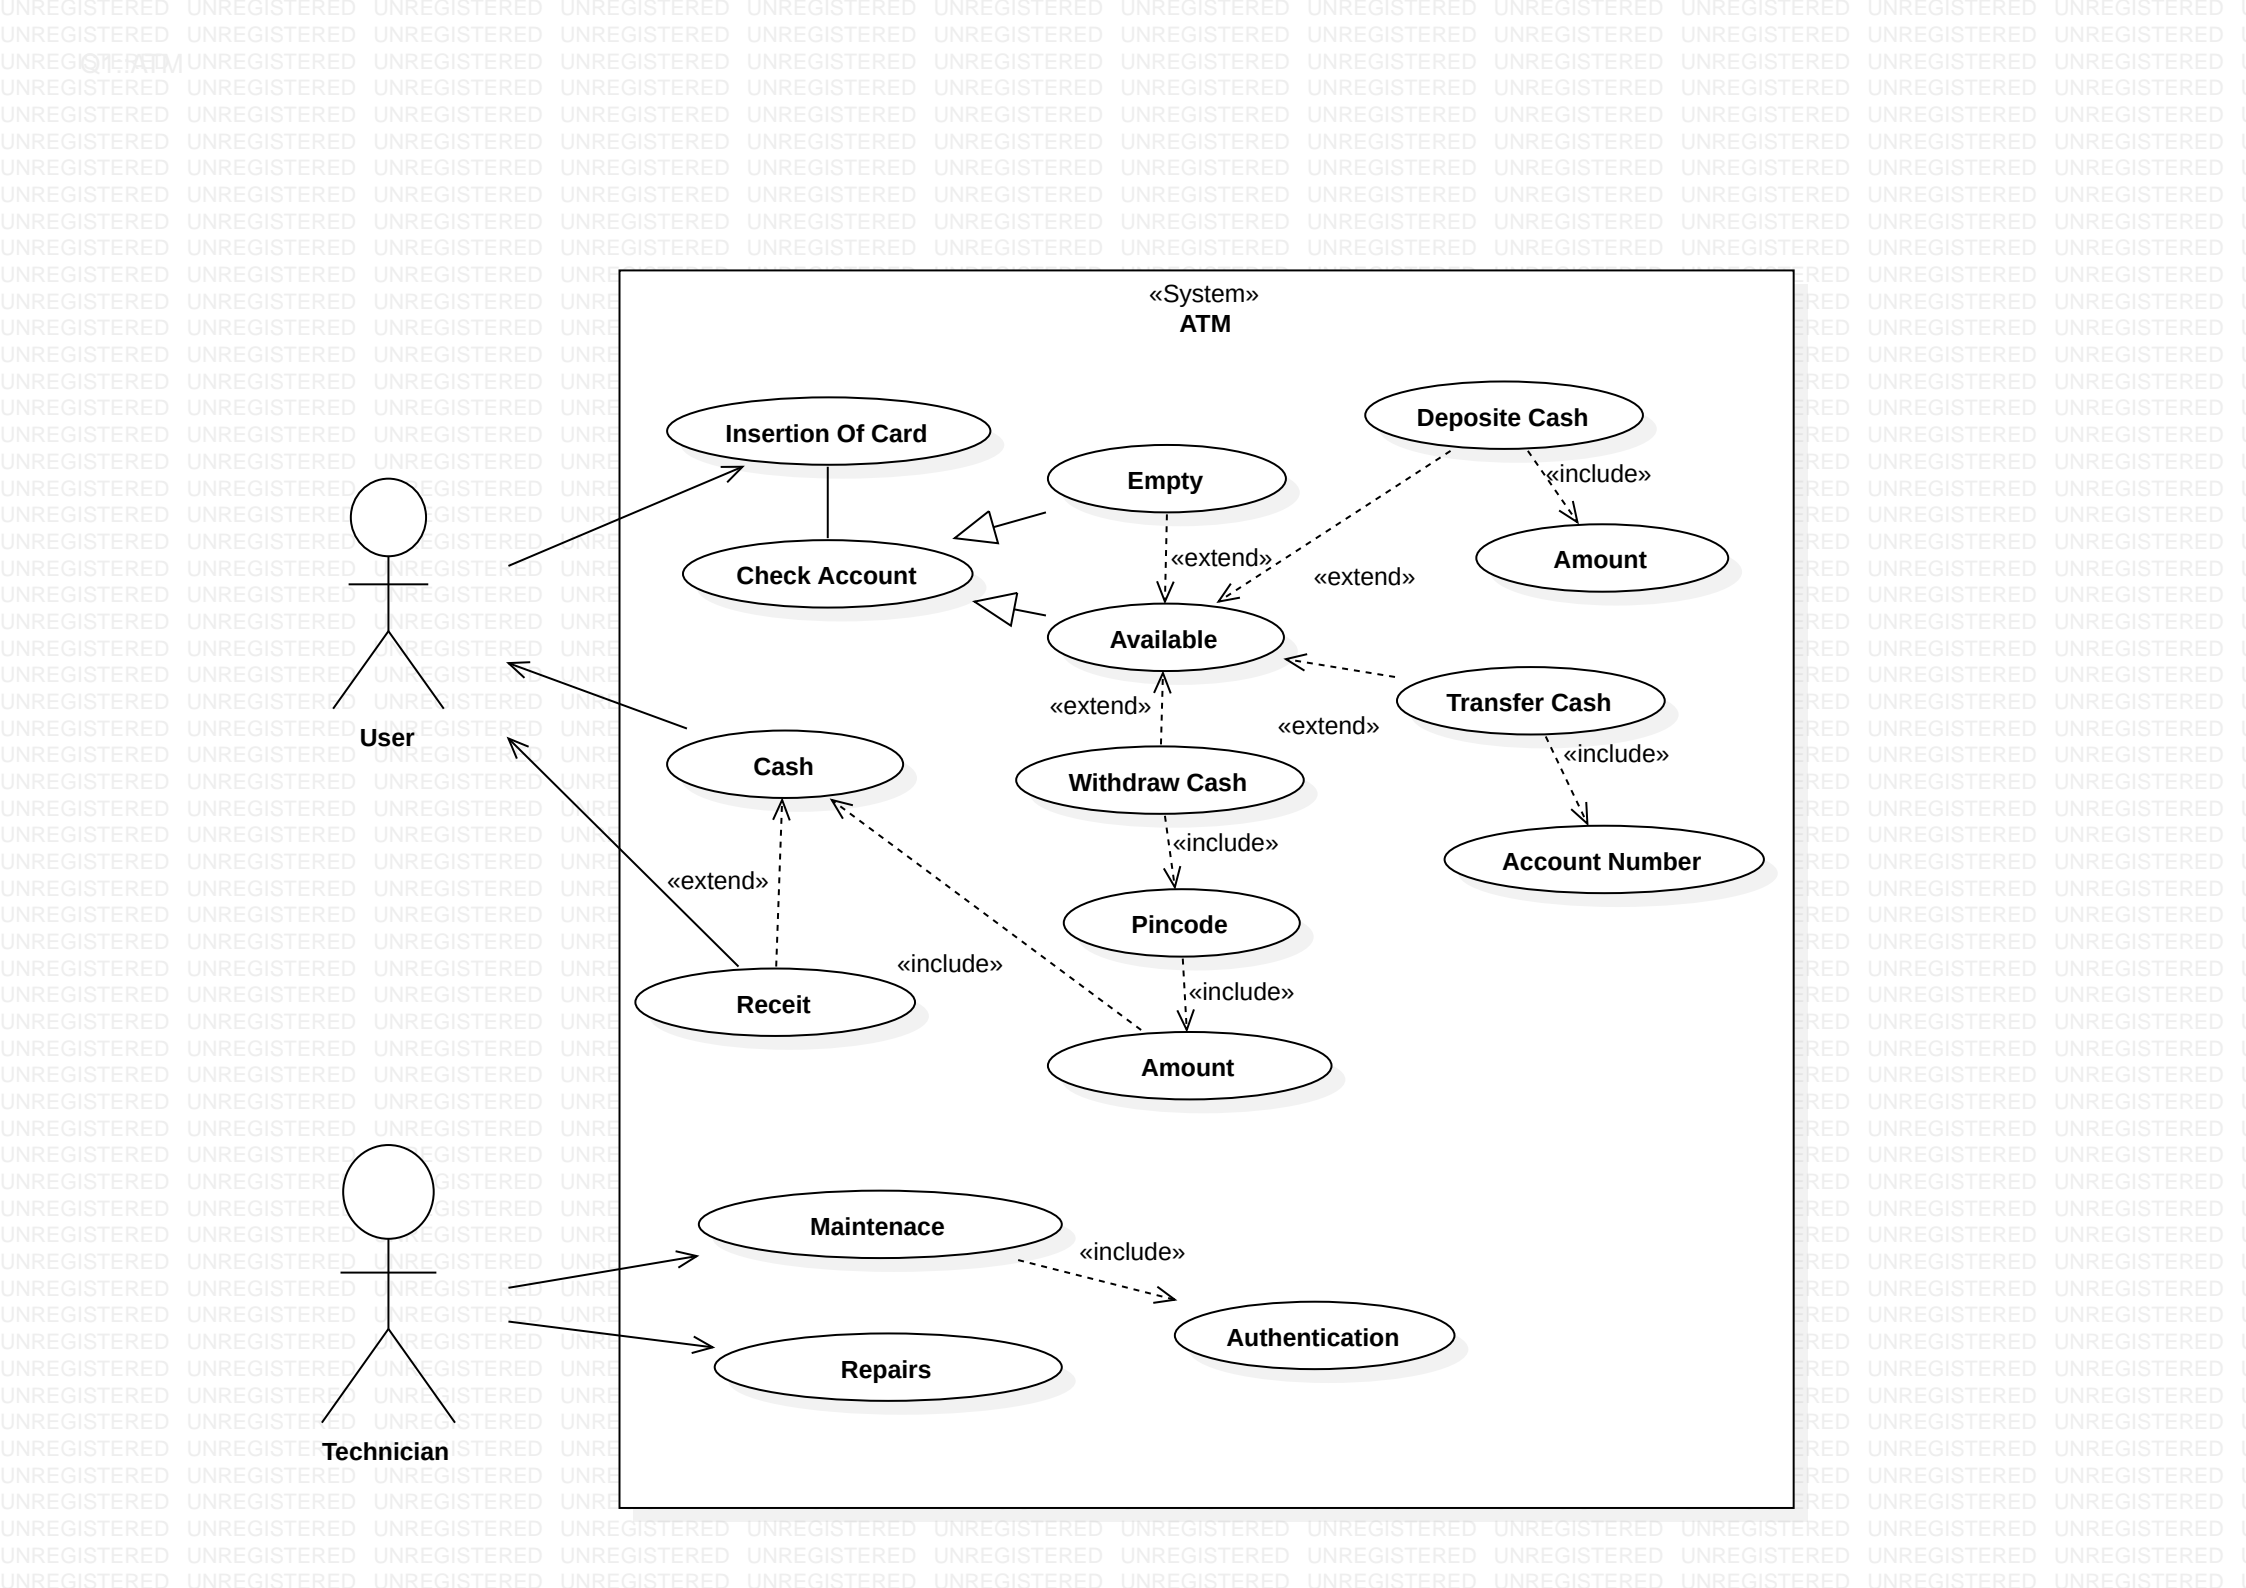 Q1. ATM
«System»
ATM
Insertion Of Card
Deposite Cash
Empty
«include»
Check Account
«extend»
«extend»
Amount
Available
User
«extend»
«extend»
Transfer Cash
Cash
Withdraw Cash
«include»
«include»
Account Number
«extend»
Pincode
«include»
«include»
Receit
Amount
Maintenace
«include»
Authentication
Repairs
Technician
UNREGISTERED